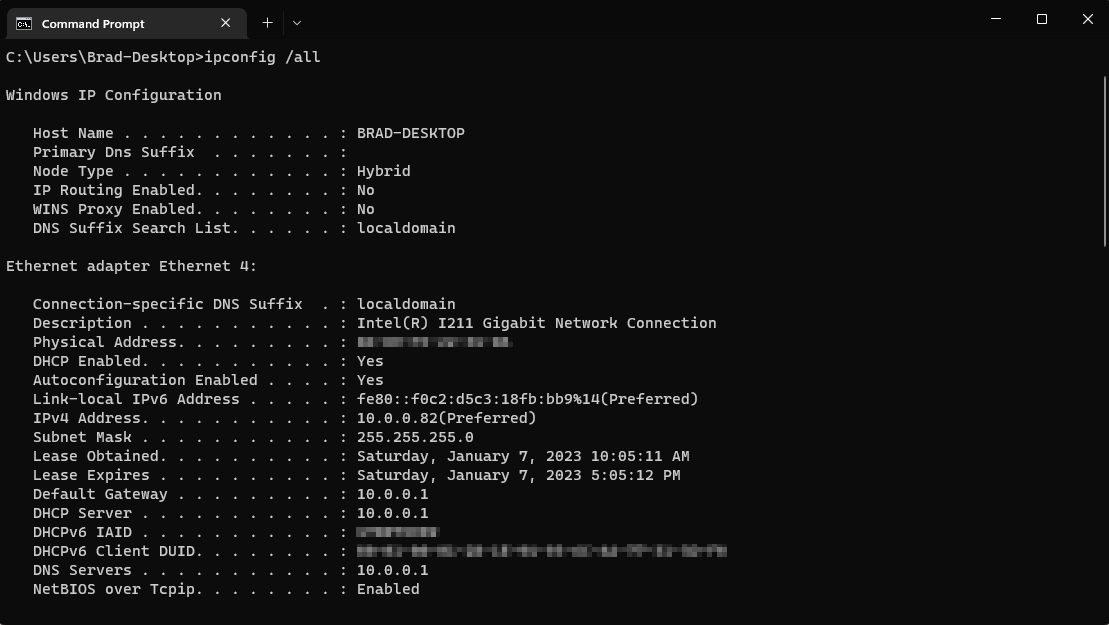 Command Prompt
C:\Users\Brad-Desktop>ipconfig /all
Windows IP Configuration
Host Name . . . . . . . . . . . . : BRAD-DESKTOP
Primary Dns Suffix  . . . . . . . :
Node Type . . . . . . . . . . . . : Hybrid
IP Routing Enabled. . . . . . . . : No
WINS Proxy Enabled. . . . . . . . : No
DNS Suffix Search List. . . . . . : localdomain
Ethernet adapter Ethernet 4:
Connection-specific DNS Suffix  . : localdomain
Description . . . . . . . . . . . : Intel(R) I211 Gigabit Network Connection
Physical Address. . . . . . . . . :
DHCP Enabled. . . . . . . . . . . : Yes
Autoconfiguration Enabled . . . . : Yes
Link-local IPv6 Address . . . . . : fe80::f0c2:d5c3:18fb:bb9%14(Preferred)
IPv4 Address. . . . . . . . . . . : 10.0.0.82(Preferred)
Subnet Mask . . . . . . . . . . . : 255.255.255.0
Lease Obtained. . . . . . . . . . : Saturday, January 7, 2023 10:05:11 AM
Lease Expires . . . . . . . . . . : Saturday, January 7, 2023 5:05:12 PM
Default Gateway . . . . . . . . . : 10.0.0.1
DHCP Server . . . . . . . . . . . : 10.0.0.1
DHCPv6 IAID . . . . . . . . . . . :
DHCPv6 Client DUID. . . . . . . . :
DNS Servers . . . . . . . . . . . : 10.0.0.1
NetBIOS over Tcpip. . . . . . . . : Enabled